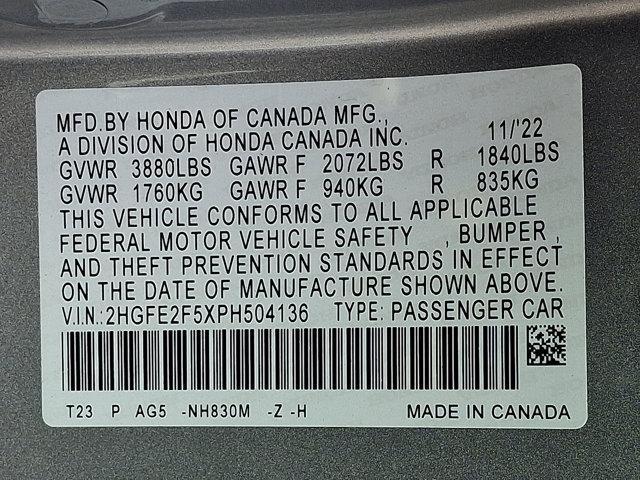 MFD.BY HONDA OF CANADA MFG.,
A DIVISION OF HONDA CANADA INC. 11/'22
GVWR 3880LBS GAWR F 2072LBS R 1840LBS
GVWR 1760KG GAWR F 940KG R 835KG
THIS VEHICLE CONFORMS TO ALL APPLICABLE
FEDERAL MOTOR VEHICLE SAFETY , BUMPER ,
AND THEFT PREVENTION STANDARDS IN EFFECT
ON THE DATE OF MANUFACTURE SHOWN ABOVE.
V.I.N:2HGFE2F5XPH504136 TYPE: PASSENGER CAR
T23 P AG5 -NH830M -Z -H MADE IN CANADA